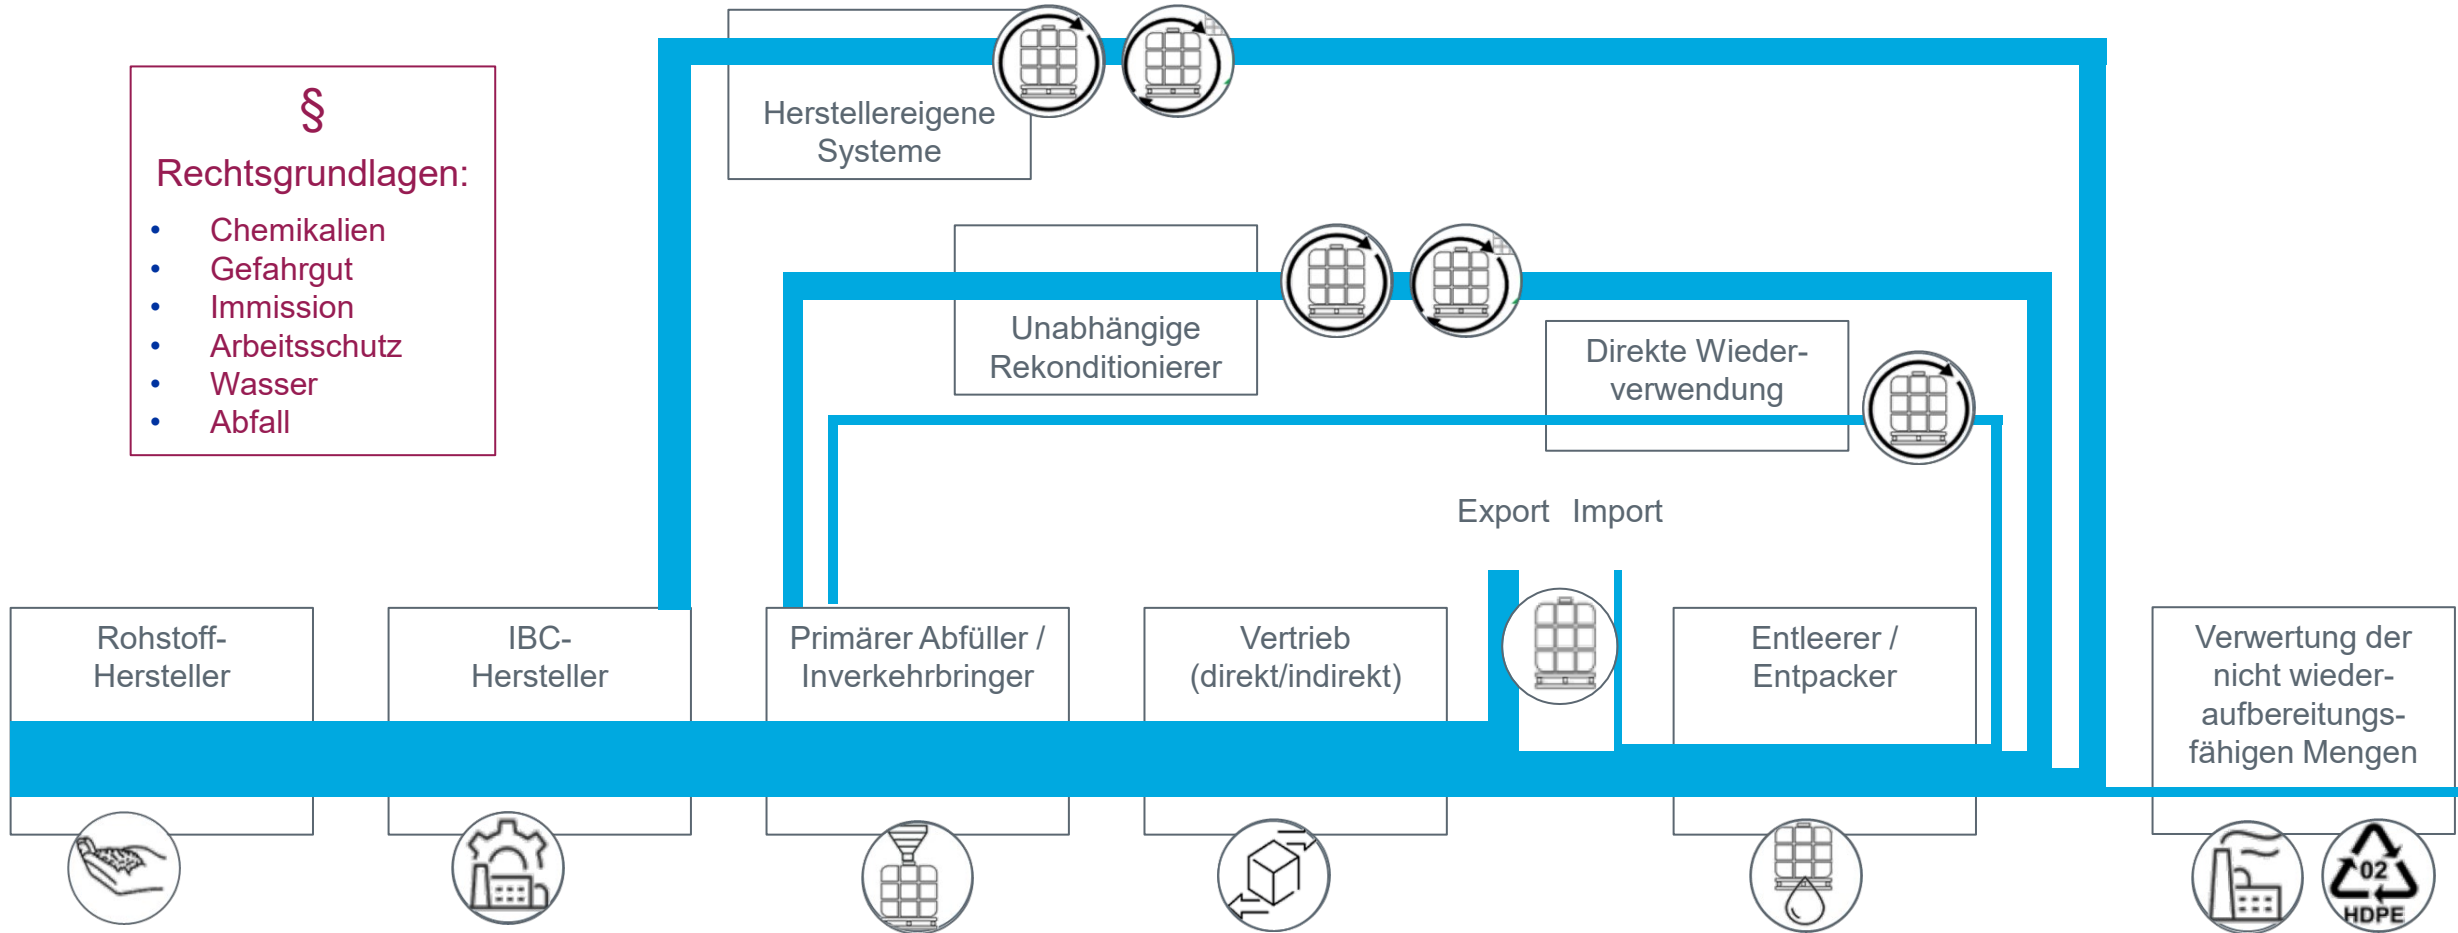 §
Rechtsgrundlagen:
• Chemikalien
• Gefahrgut
• Immission
• Arbeitsschutz
• Wasser
• Abfall
Herstellereigene
Systeme
Unabhängige
Rekonditionierer
Direkte Wieder-
verwendung
Export Import
Rohstoff-
Hersteller
IBC-
Hersteller
Primärer Abfüller /
Inverkehrbringer
Vertrieb
(direkt/indirekt)
Entleerer /
Entpacker
Verwertung der
nicht wieder-
aufbereitungs-
fähigen Mengen
02
HDPE